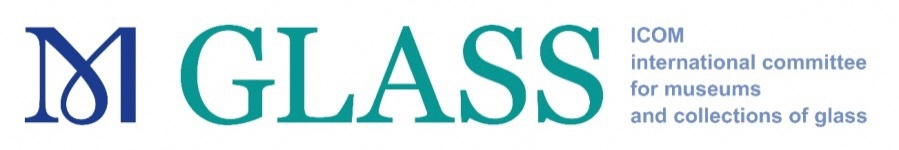 M GLASS
ICOM
international committee
for museums
and collections of glass